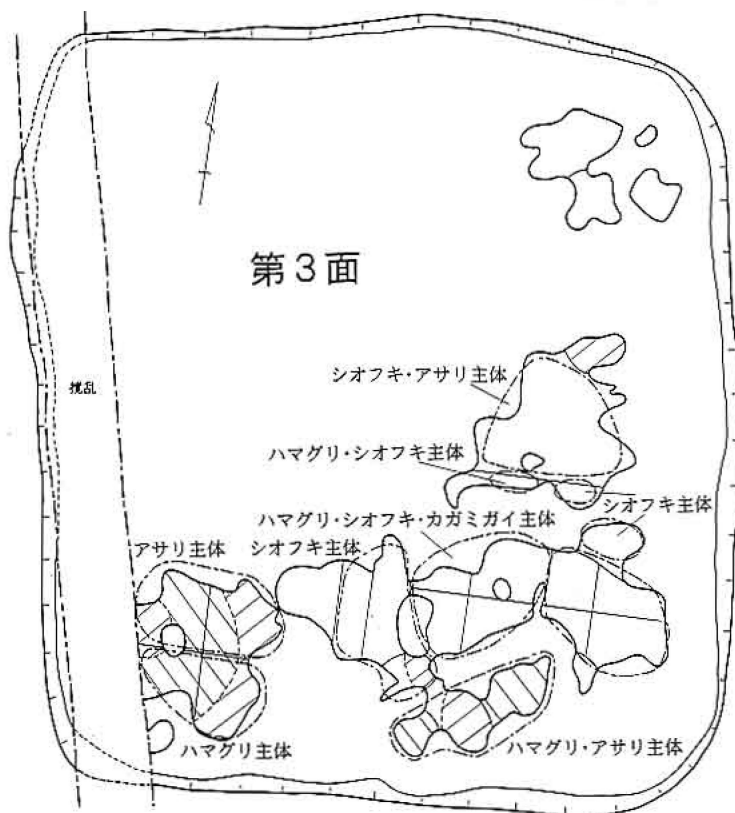 第3面
撹乱
シオフキ・アサリ主体
ハマグリ・シオフキ主体
シオフキ主体
ハマグリ・シオフキ・カガミガイ主体
アサリ主体
シオフキ主体
ハマグリ主体
ハマグリ・アサリ主体